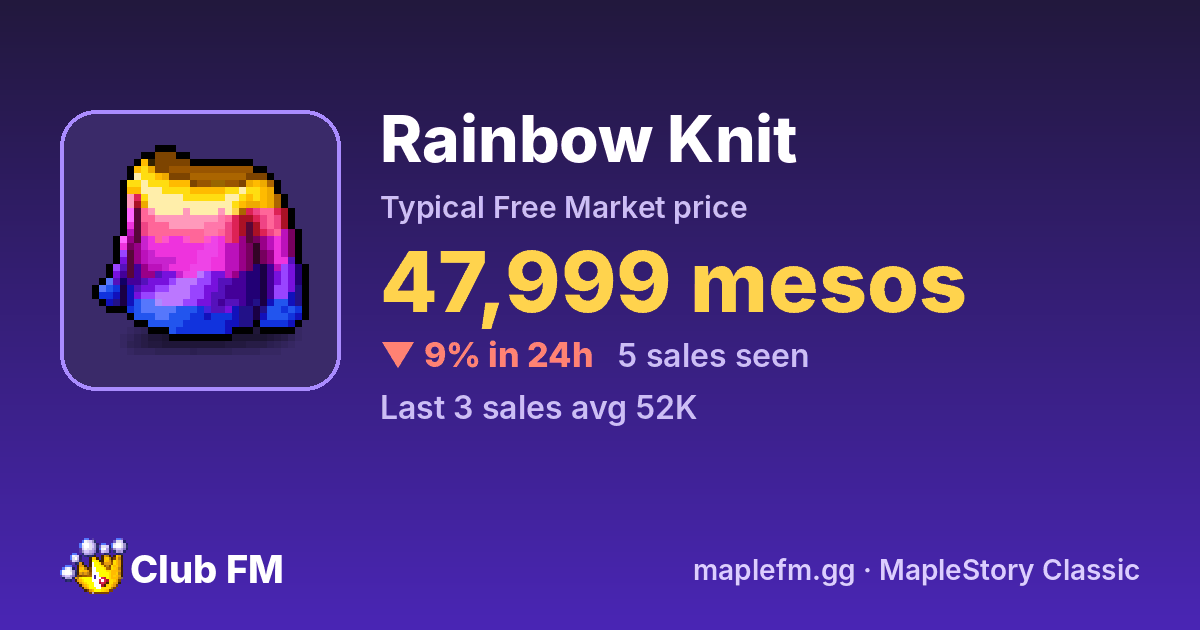 Rainbow Knit
Typical Free Market price
47,999 mesos
▼ 9% in 24h 5 sales seen
Last 3 sales avg 52K
Club FM
maplefm.gg · MapleStory Classic